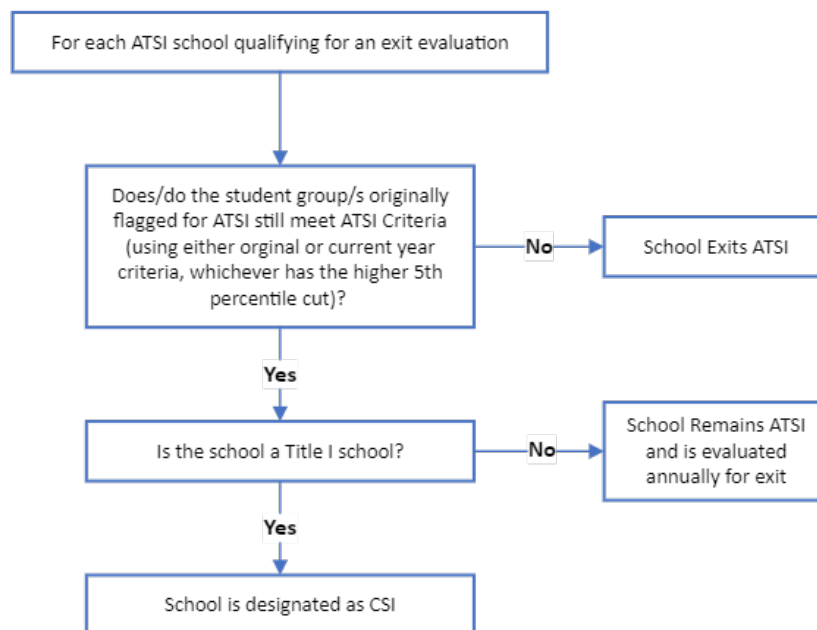 For each ATSI school qualifying for an exit evaluation
Does/do the student group/s originally
flagged for ATSI still meet ATSI Criteria
(using either orginal or current year
criteria, whichever has the higher 5th
percentile cut)?
No
School Exits ATSI
Yes
Is the school a Title I school?
No
School Remains ATSI
and is evaluated
annually for exit
Yes
School is designated as CSI